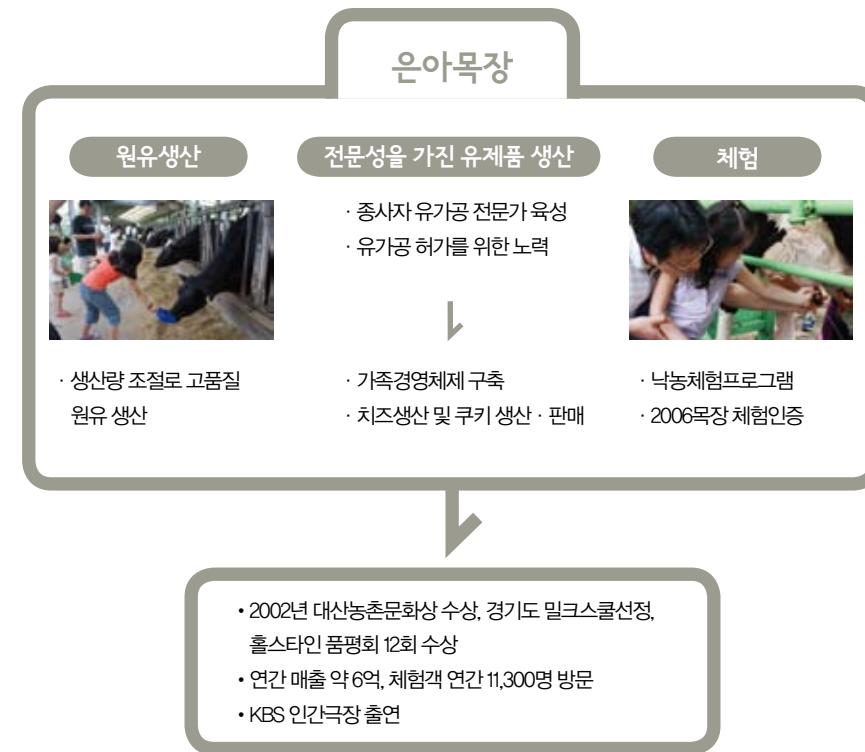 은아목장
원유생산
전문성을 가진 유제품 생산
체험
· 종사자 유가공 전문가 육성
· 유가공 허가를 위한 노력
· 생산량 조절로 고품질
원유 생산
· 가족경영체제 구축
· 치즈생산 및 쿠키 생산 · 판매
· 낙농체험프로그램
· 2006목장 체험인증
• 2002년 대산농촌문화상 수상, 경기도 밀크스쿨선정,
홀스타인 품평회 12회 수상
• 연간 매출 약 6억, 체험객 연간 11,300명 방문
• KBS 인간극장 출연